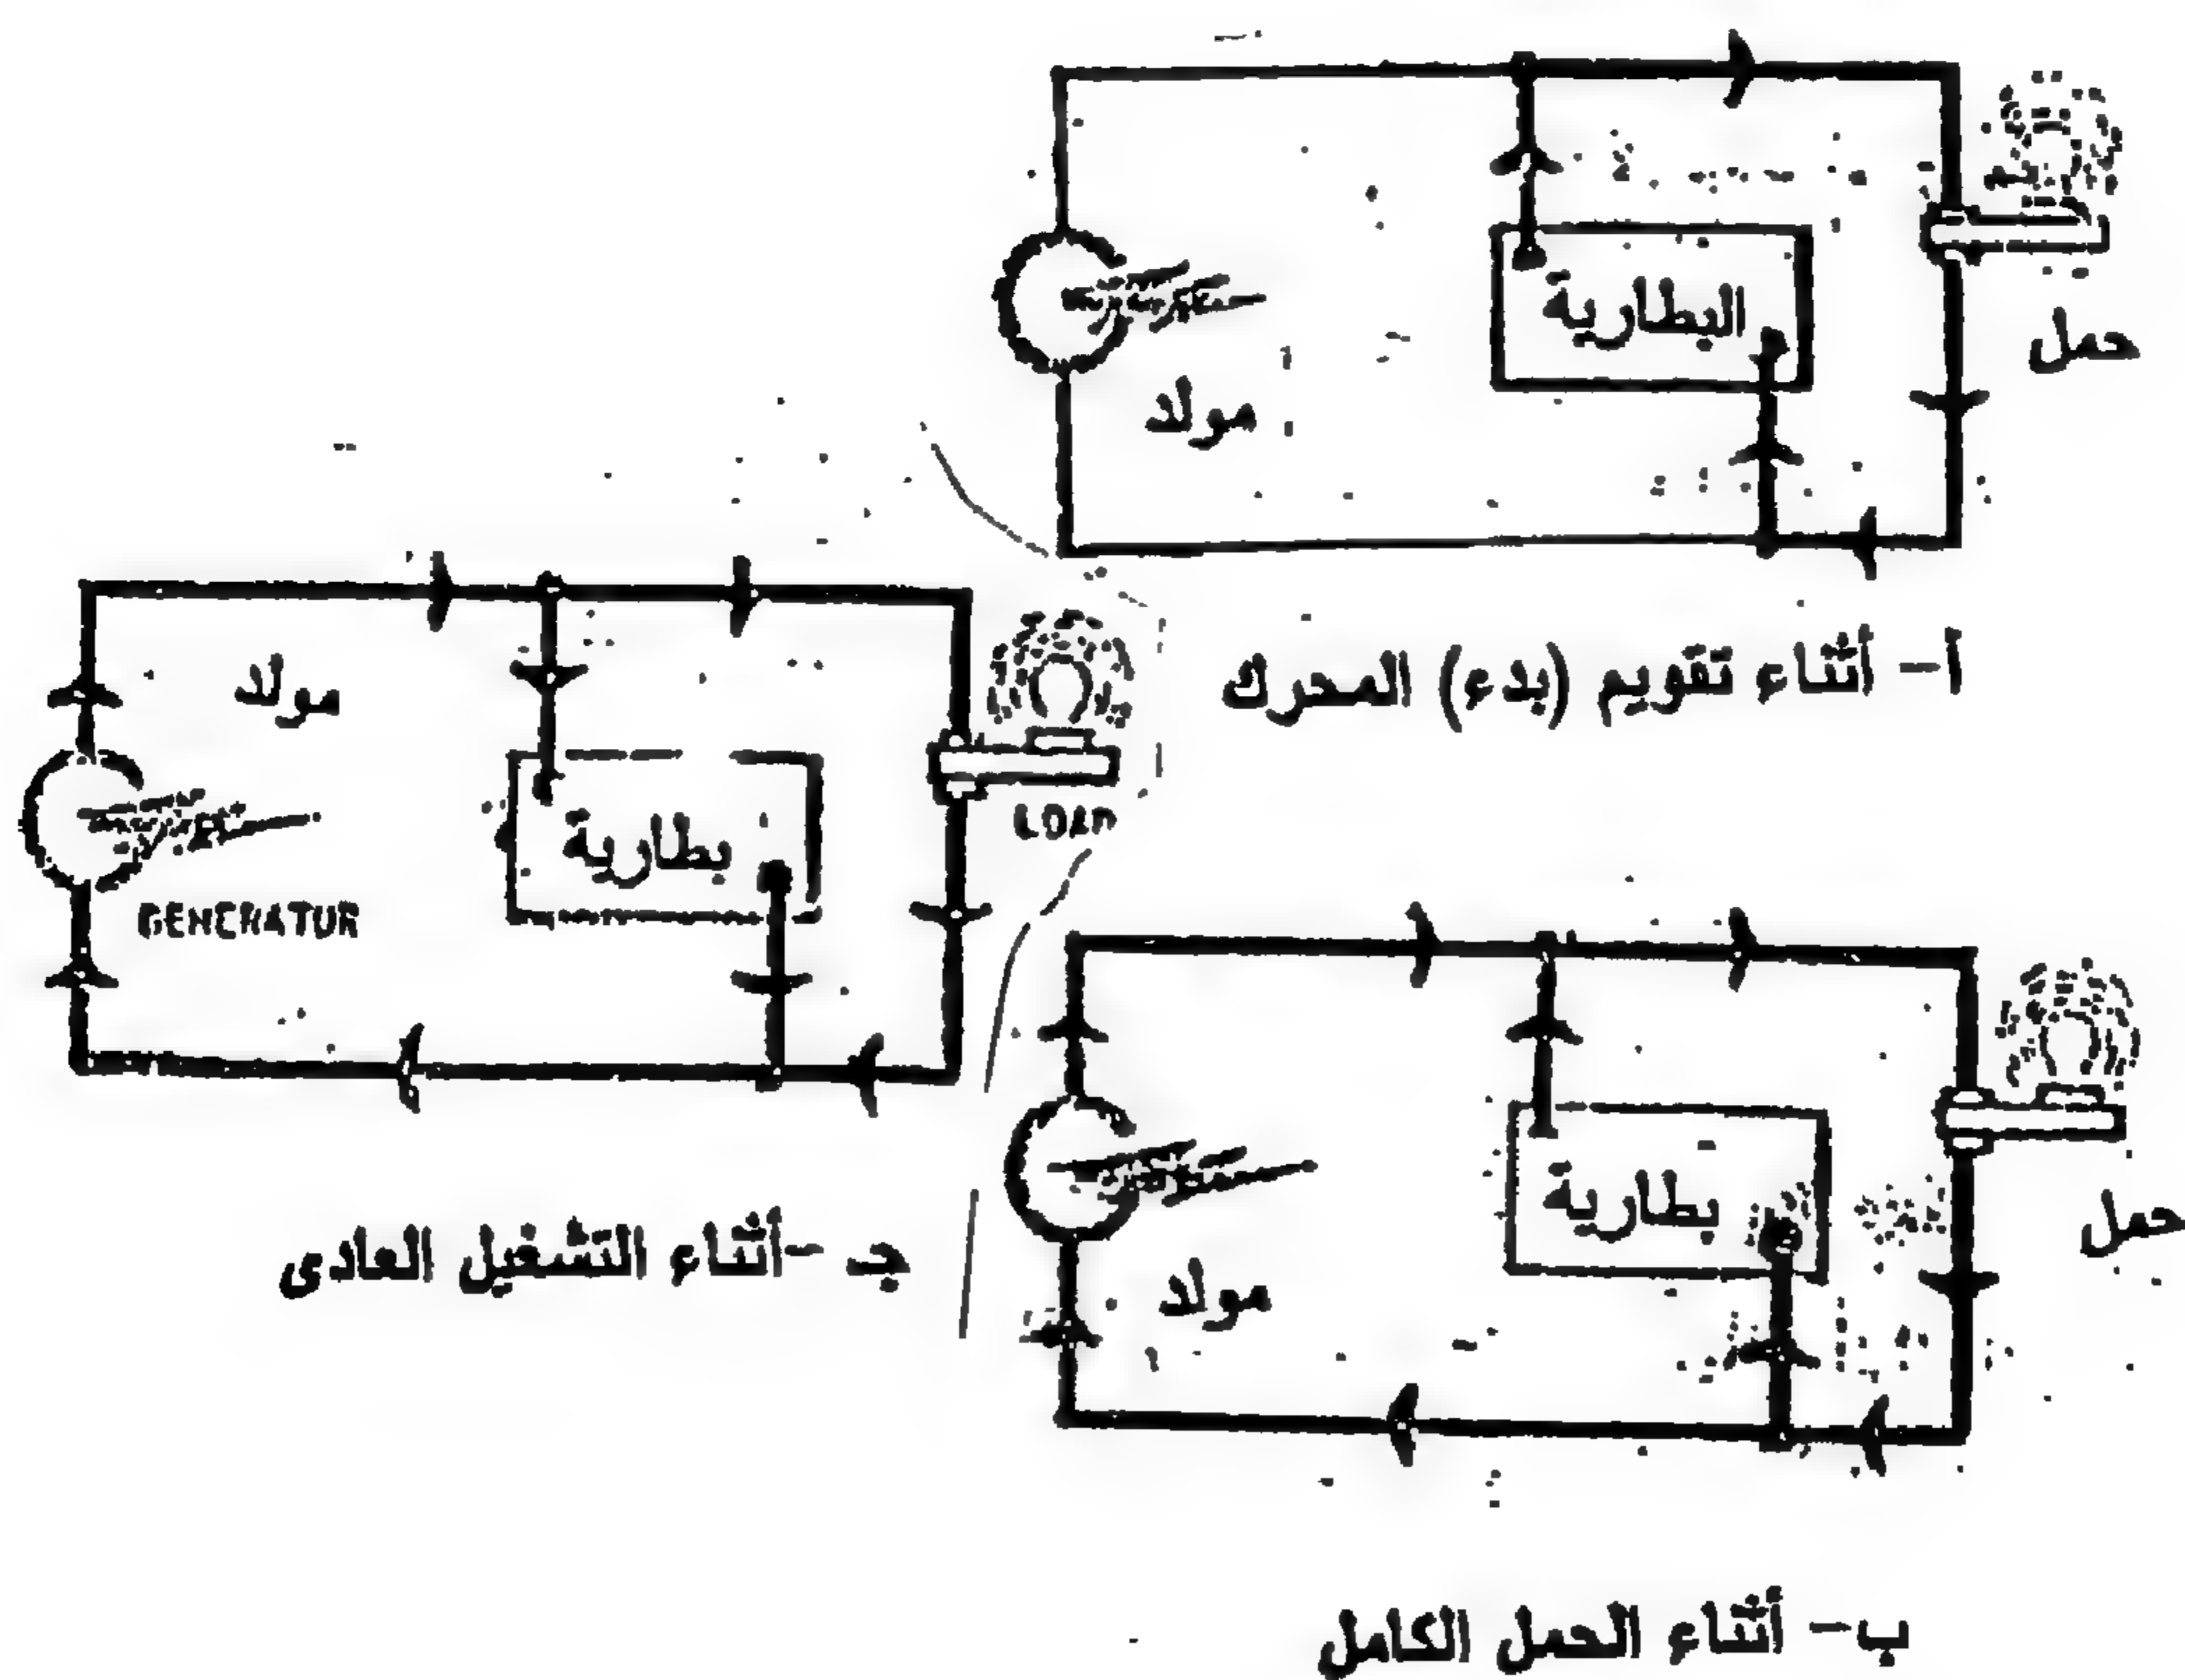 البطارية
حمل
مولد
أ- أثناء تقويم (بدء) المحرك
مولد
بطارية
LOAD
GENERATUR
جـ -أثناء التشغيل العادى
بطارية
حمل
مولد
ب- أثناء الحمل الكامل